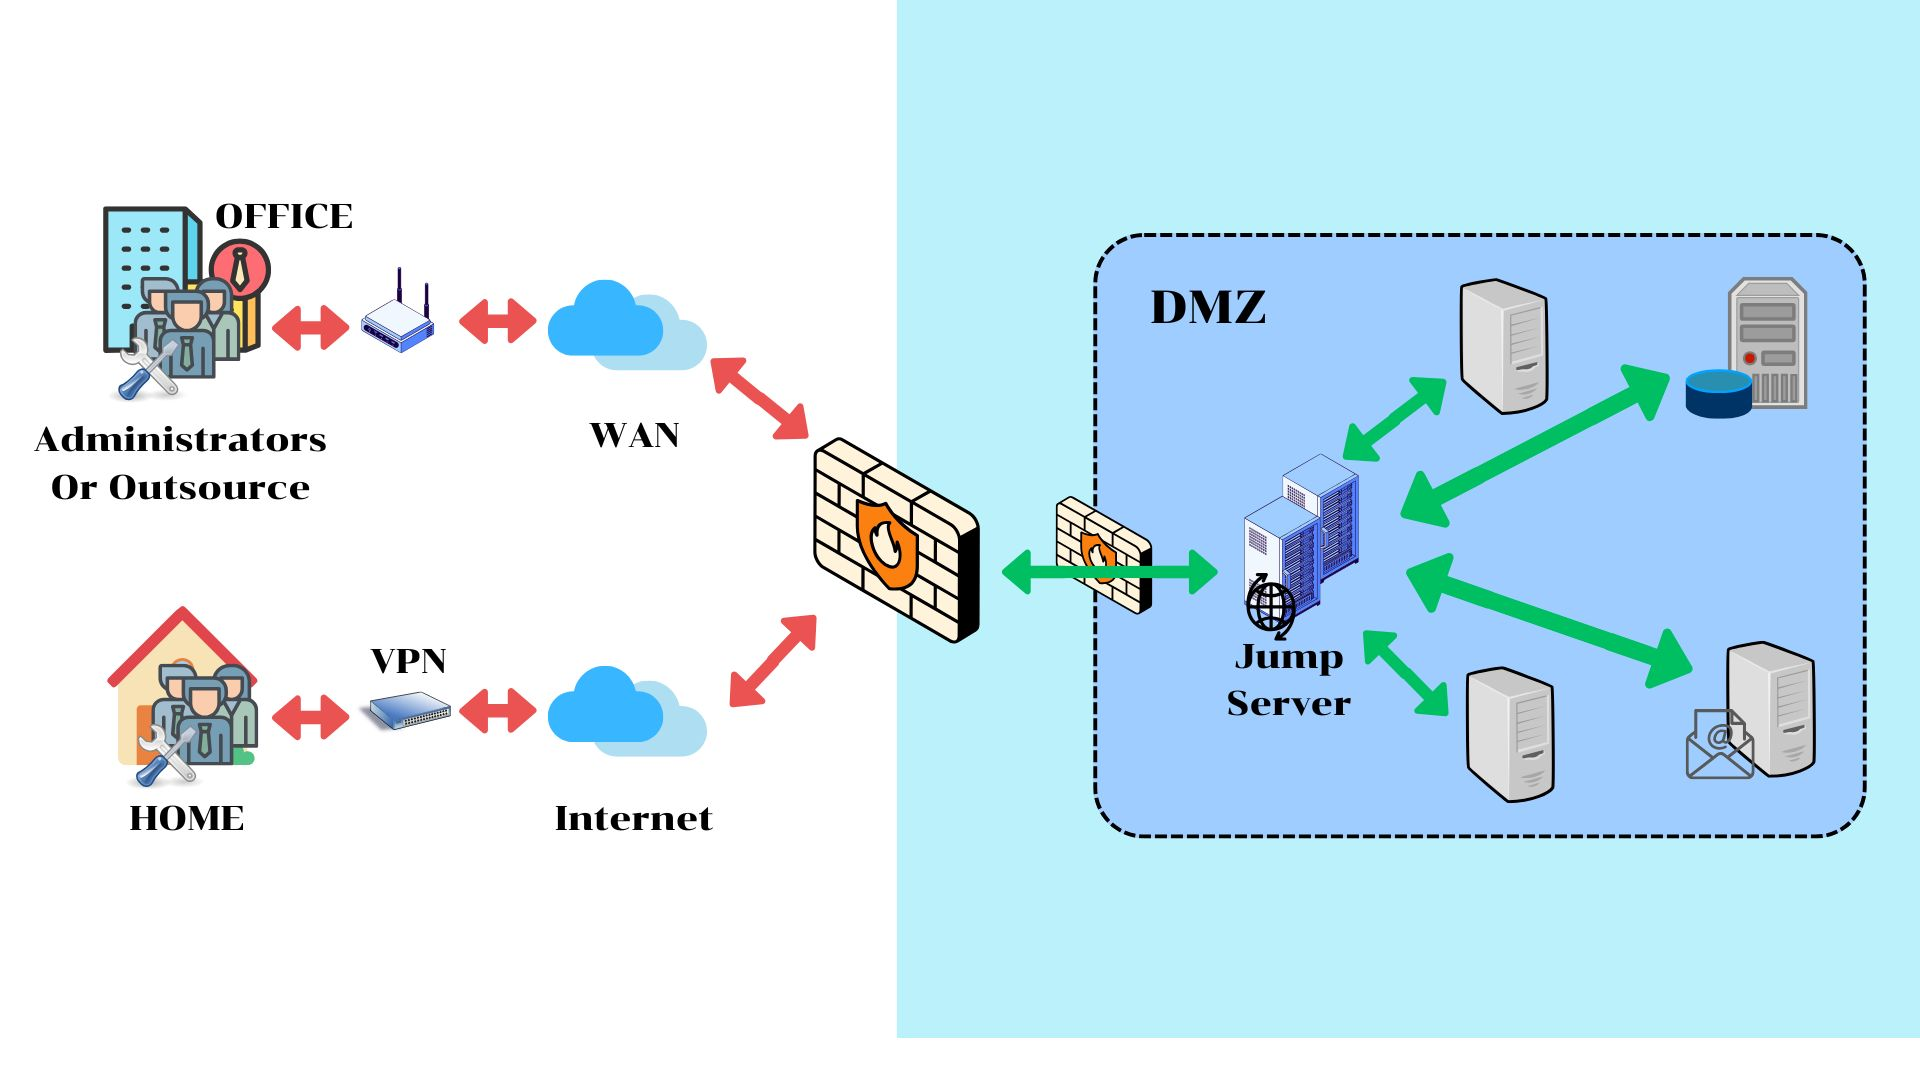 OFFICE
Administrators
Or Outsource
WAN
VPN
HOME
Internet
DMZ
Jump
Server
@